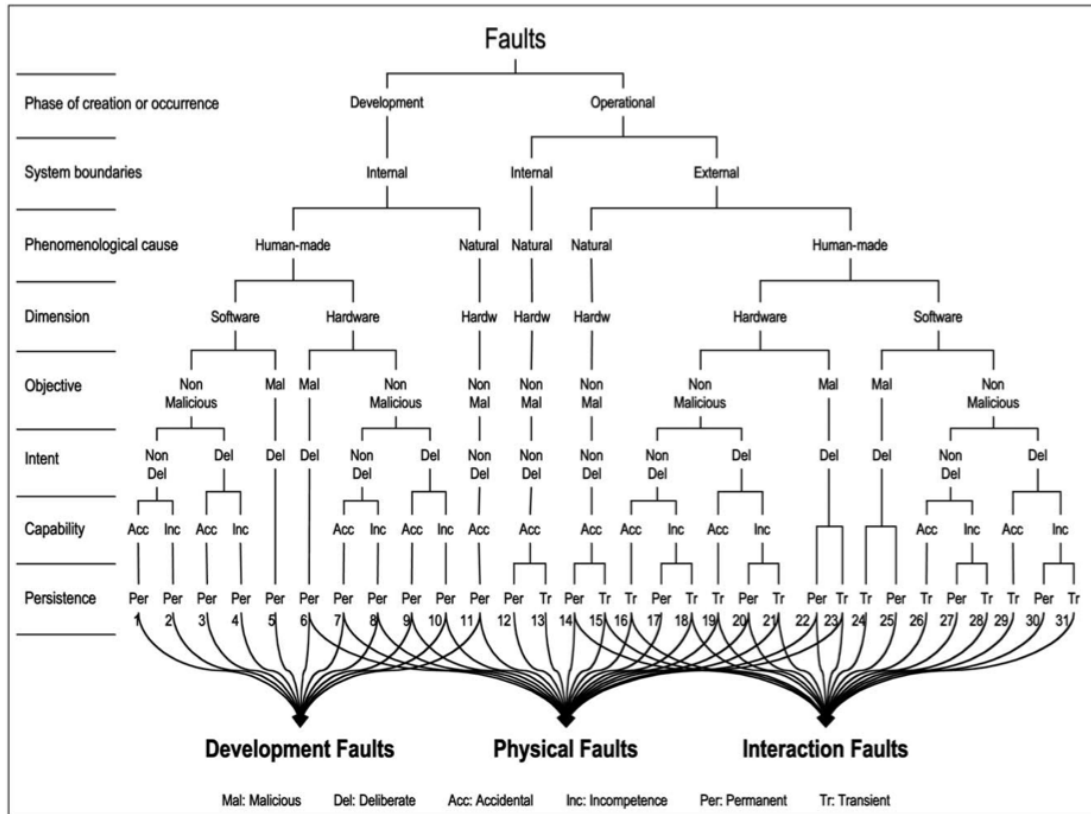 Faults
Phase of creation or occurrence Development Operational
System boundaries Internal Internal External
Phenomenological cause Human-made Natural Natural Natural Human-made
Dimension Software Hardware Hardw Hardw Hardw Hardware Software
Objective Non Malicious Mal Mal Non Malicious Non Mal Non Mal Non Mal Non Malicious Mal Mal Non Malicious
Intent Non Del Del Del Del Non Del Del Non Del Non Del Non Del Non Del Del Del Del Non Del Del
Capability Acc Inc Acc Inc Acc Inc Acc Inc Acc Acc Acc Acc Inc Acc Inc Acc Inc Acc Inc
Persistence Per Per Per Per Per Per Per Per Per Per Per Per Tr Per Tr Tr Per Tr Tr Per Tr Per Tr Tr Per Tr Per Tr Tr Per Tr
1 2 3 4 5 6 7 8 9 10 11 12 13 14 15 16 17 18 19 20 21 22 23 24 25 26 27 28 29 30 31
Development Faults Physical Faults Interaction Faults
Mal: Malicious Del: Deliberate Acc: Accidental Inc: Incompetence Per: Permanent Tr: Transient